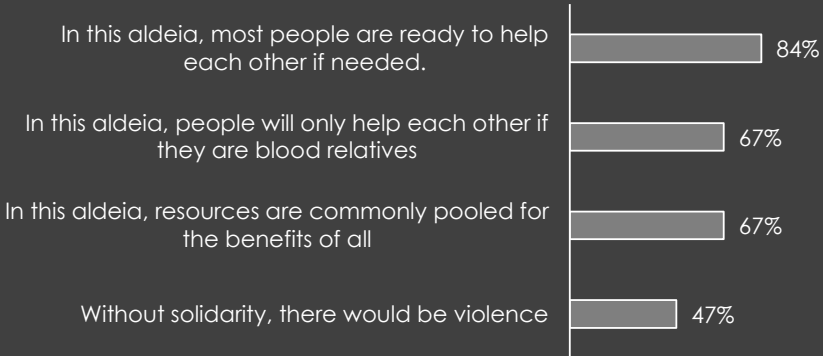 In this aldeia, most people are ready to help
each other if needed.
84%
In this aldeia, people will only help each other if
they are blood relatives
67%
In this aldeia, resources are commonly pooled for
the benefits of all
67%
Without solidarity, there would be violence
47%